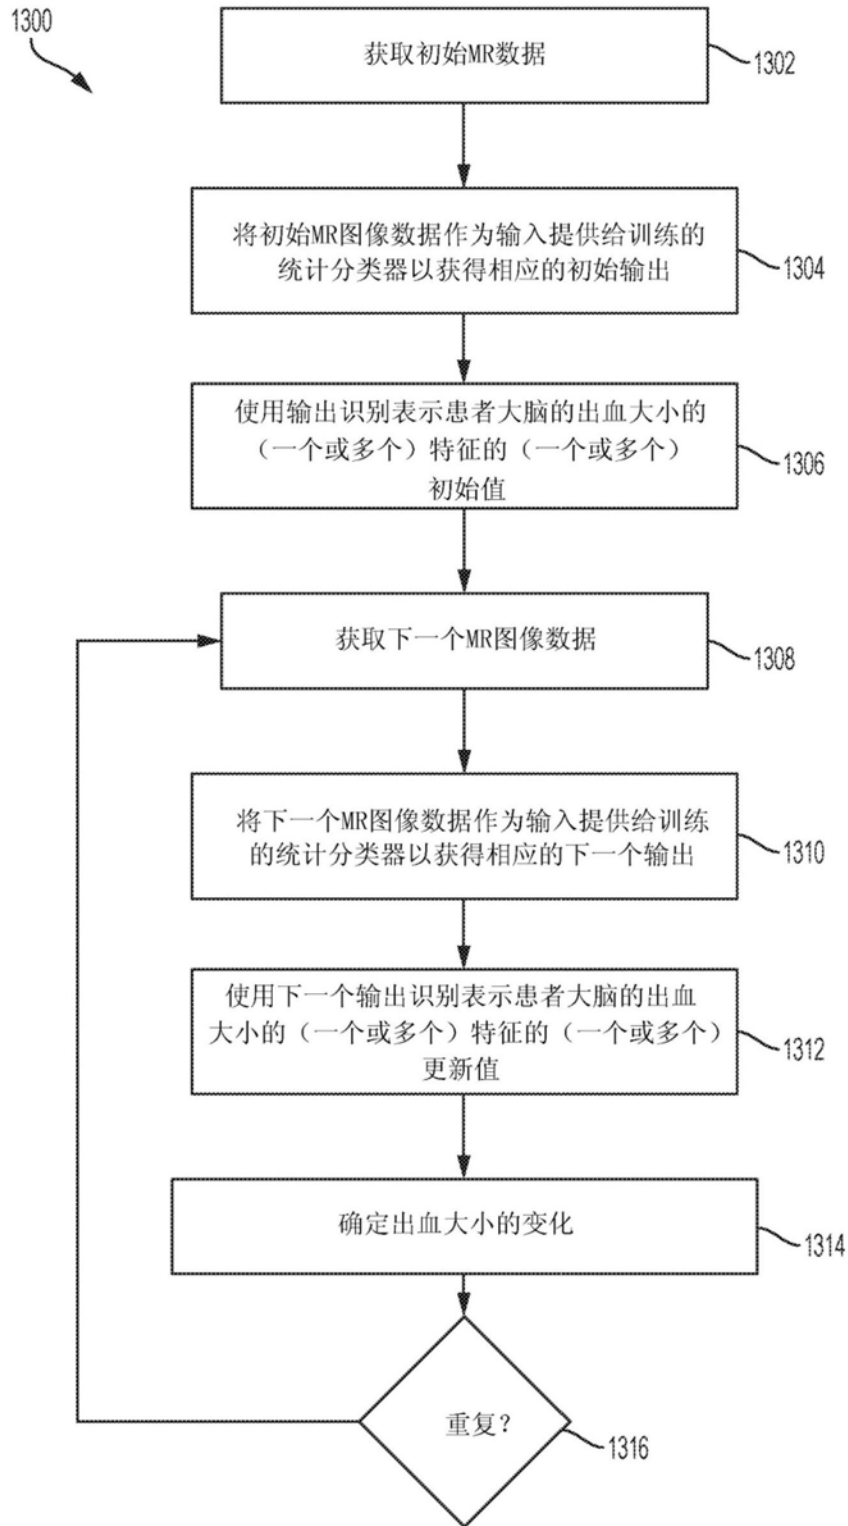 1300
获取初始MR数据
1302
将初始MR图像数据作为输入提供给训练的
统计分类器以获得相应的初始输出
1304
使用输出识别表示患者大脑的出血大小的
（一个或多个）特征的（一个或多个）
初始值
1306
获取下一个MR图像数据
1308
将下一个MR图像数据作为输入提供给训练
的统计分类器以获得相应的下一个输出
1310
使用下一个输出识别表示患者大脑的出血
大小的（一个或多个）特征的（一个或多个）
更新值
1312
确定出血大小的变化
1314
重复？
1316